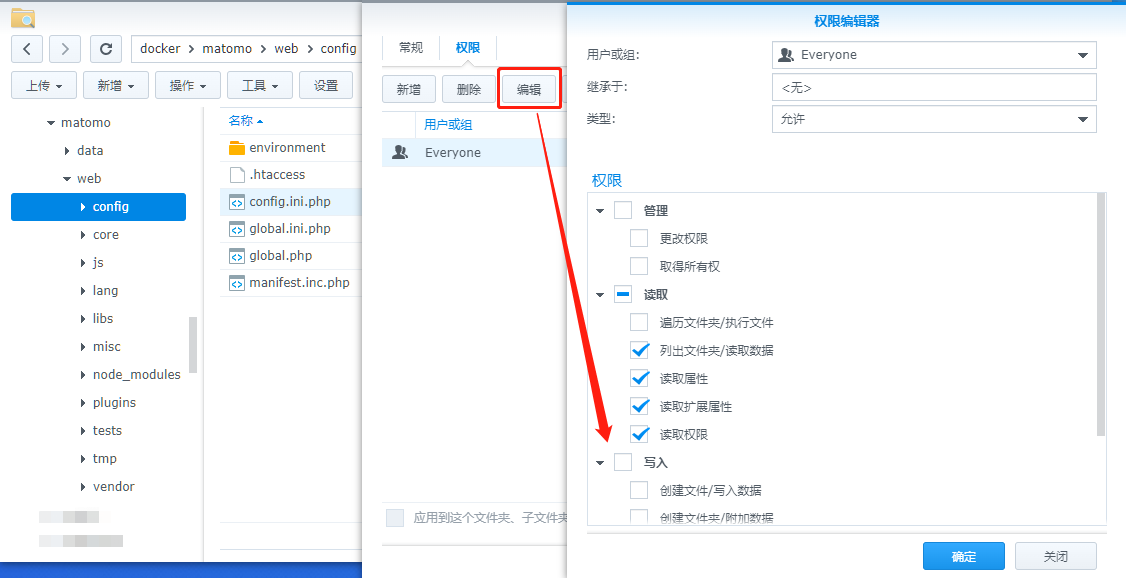 docker > matomo > web > config
上传 新增 操作 工具 设置
matomo
data
web
config
core
js
lang
libs
misc
node_modules
plugins
tests
tmp
vendor
名称
environment
.htaccess
config.ini.php
global.ini.php
global.php
manifest.inc.php
常规 权限
新增 删除 编辑
用户或组
Everyone
应用到这个文件夹、子文件夹
权限编辑器
用户或组: Everyone
继承于: <无>
类型: 允许
权限
管理
更改权限
取得所有权
读取
遍历文件夹/执行文件
列出文件夹/读取数据
读取属性
读取扩展属性
读取权限
写入
创建文件/写入数据
创建文件夹/附加数据
确定 关闭